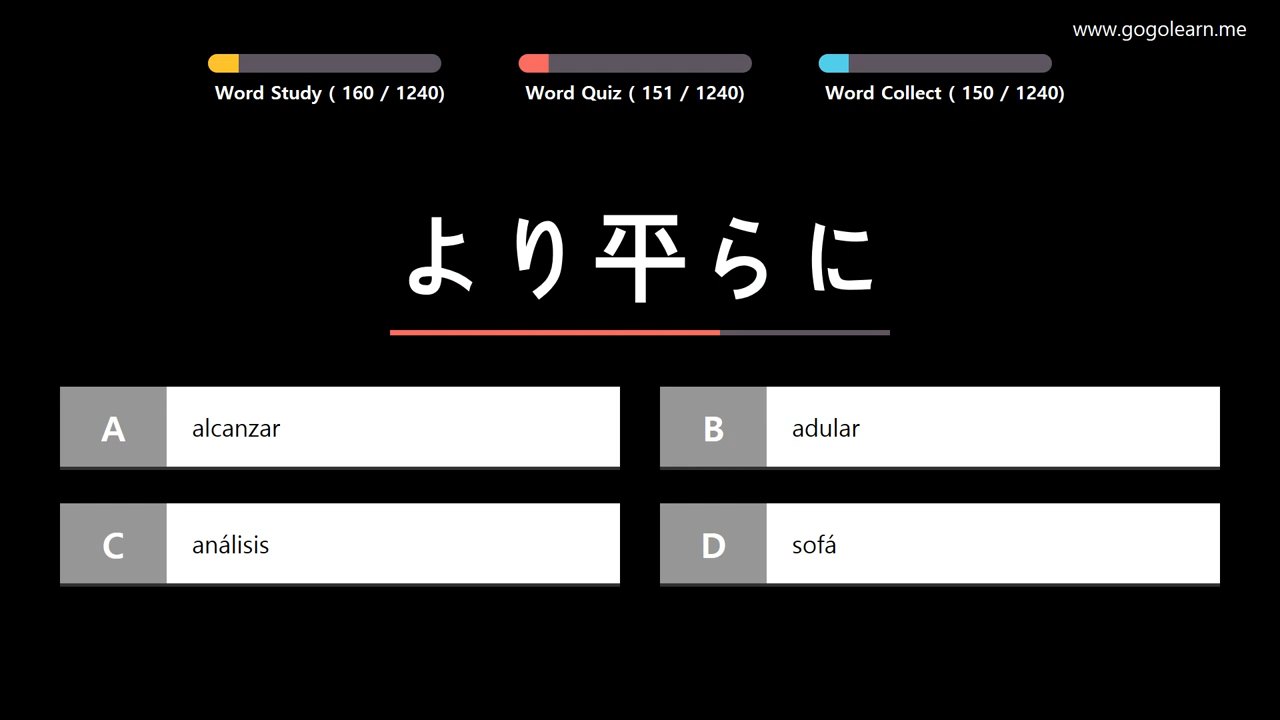 www.gogolearn.me
Word Study ( 160 / 1240)
Word Quiz ( 151 / 1240)
Word Collect ( 150 / 1240)
より平らに
A alcanzar
B adular
C análisis
D sofá